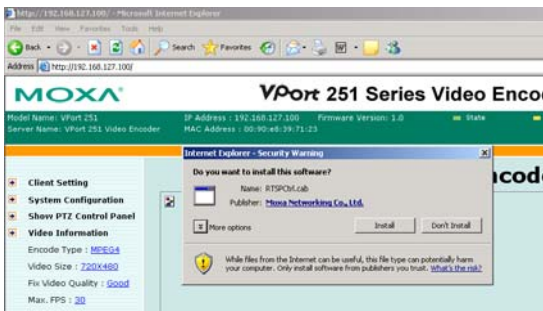 http://192.168.127.100/ - Microsoft Internet Explorer
File Edit View Favorites Tools Help
Back Search Favorites
Address http://192.168.127.100/
MOXA VPort 251 Series Video Enco
Model Name: VPort 251 IP Address : 192.168.127.100 Firmware Version: 1.0 State
Server Name: VPort 251 Video Encoder MAC Address : 00:90:e8:39:71:23
Internet Explorer - Security Warning
Do you want to install this software?
Name: RTSPCtrl.cab
Publisher: Moxa Networking Co., Ltd.
More options Install Don't Install
While files from the Internet can be useful, this file type can potentially harm
your computer. Only install software from publishers you trust. What's the risk?
ncod
Client Setting
System Configuration
Show PTZ Control Panel
Video Information
Encode Type : MPEG4
Video Size : 720X480
Fix Video Quality : Good
Max. FPS : 30